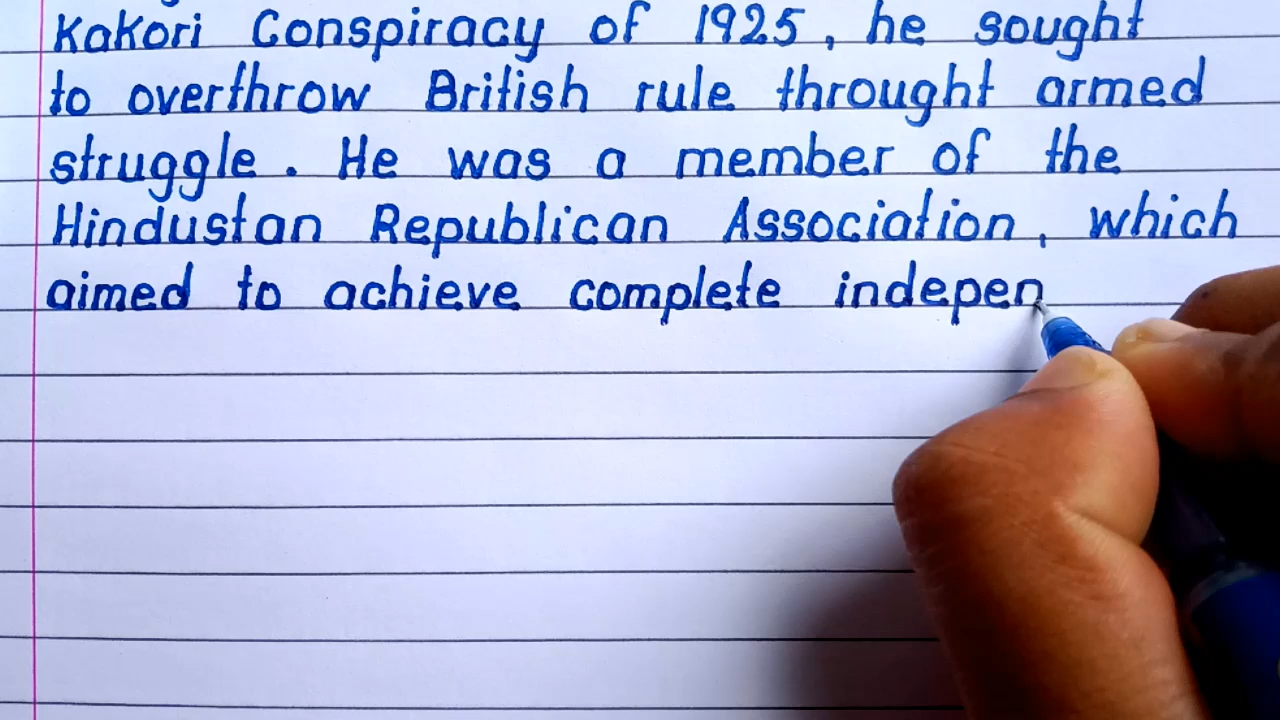 Kakori Conspiracy of 1925, he sought
to overthrow British rule throught armed
struggle. He was a member of the
Hindustan Republican Association, which
aimed to achieve complete indepen